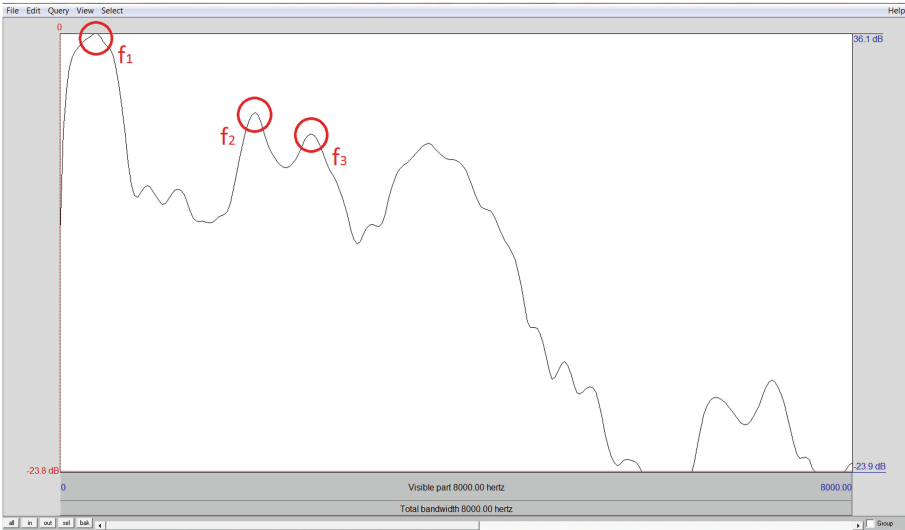 File Edit Query View Select Help
0
36.1 dB
f1
f2
f3
-23.8 dB
-23.9 dB
0 Visible part 8000.00 hertz 8000.00
Total bandwidth 8000.00 hertz
all in out sel bak Group